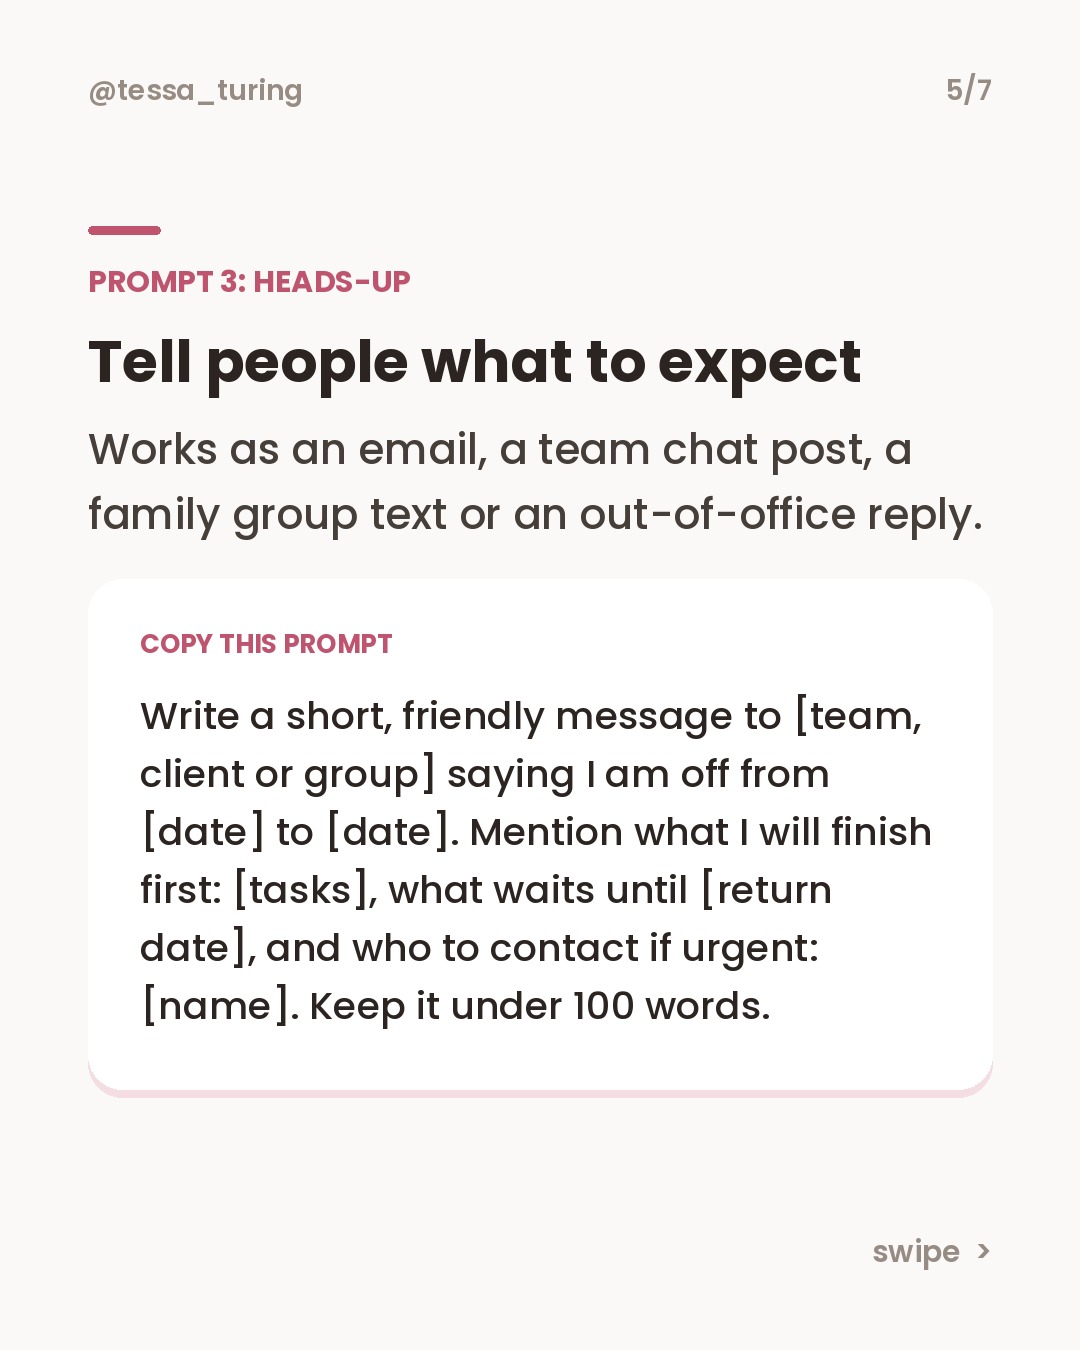 @tessa_turing
5/7
PROMPT 3: HEADS-UP
Tell people what to expect
Works as an email, a team chat post, a
family group text or an out-of-office reply.
COPY THIS PROMPT
Write a short, friendly message to [team,
client or group] saying I am off from
[date] to [date]. Mention what I will finish
first: [tasks], what waits until [return
date], and who to contact if urgent:
[name]. Keep it under 100 words.
swipe >